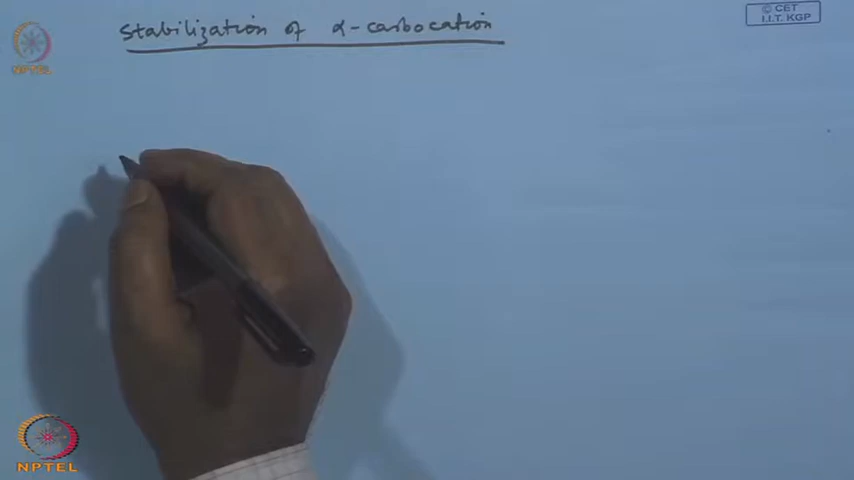 Stabilization of α-carbocation
© CET
I.I.T. KGP
NPTEL
NPTEL